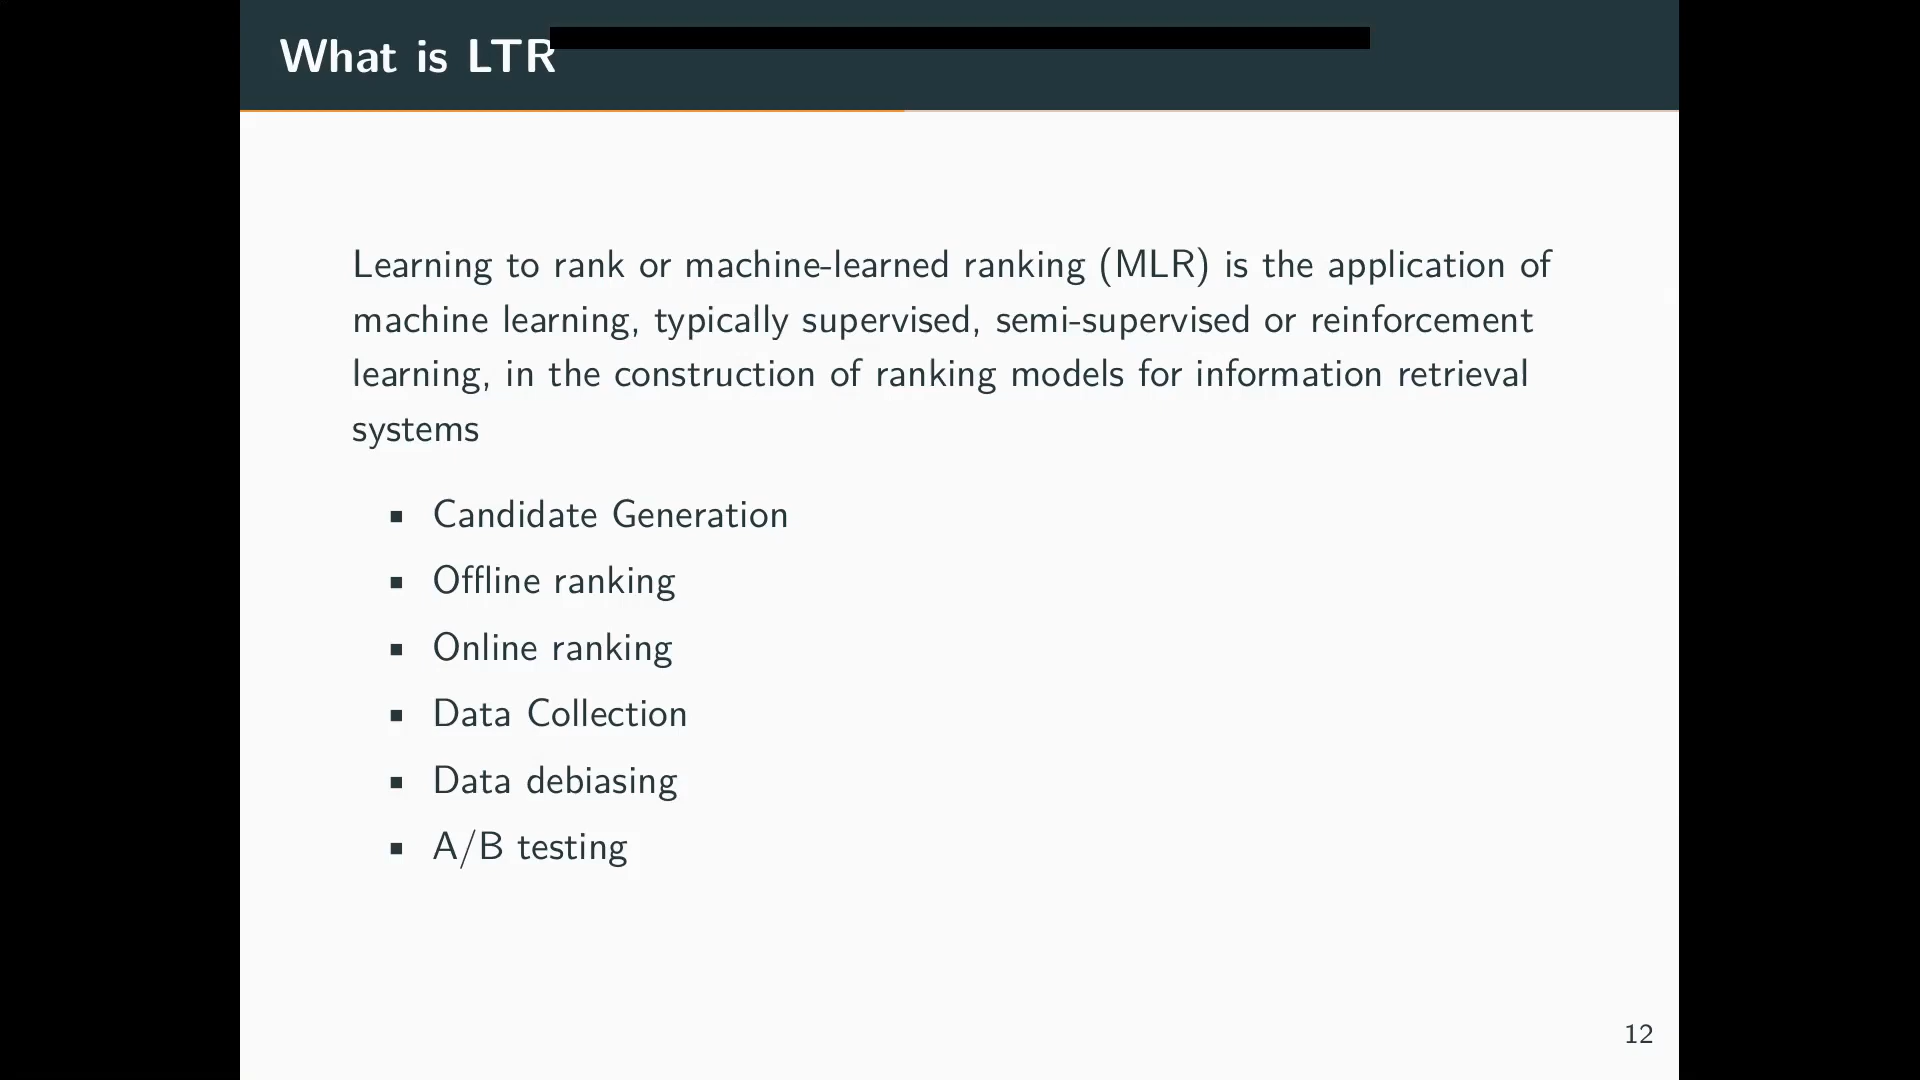 What is LTR
Learning to rank or machine-learned ranking (MLR) is the application of
machine learning, typically supervised, semi-supervised or reinforcement
learning, in the construction of ranking models for information retrieval
systems
▪ Candidate Generation
▪ Offline ranking
▪ Online ranking
▪ Data Collection
▪ Data debiasing
▪ A/B testing
12